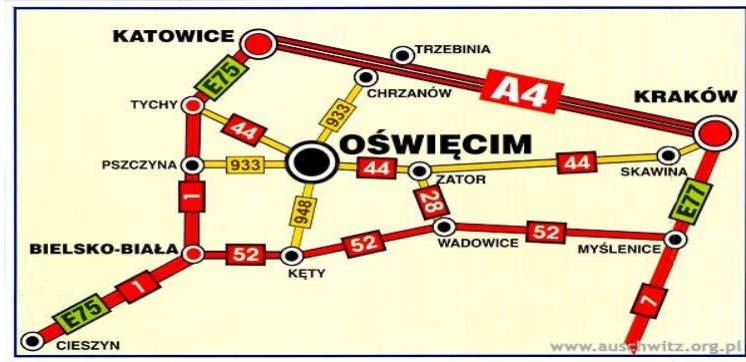 KATOWICE
TRZEBINIA
E75
CHRZANÓW
A4
KRAKÓW
TYCHY
933
44
OŚWIĘCIM
PSZCZYNA
933
44
44
ZATOR
SKAWINA
1
948
28
E77
BIELSKO-BIAŁA
52
52
52
WADOWICE
MYŚLENICE
KĘTY
E75
1
7
CIESZYN
www.auschwitz.org.pl